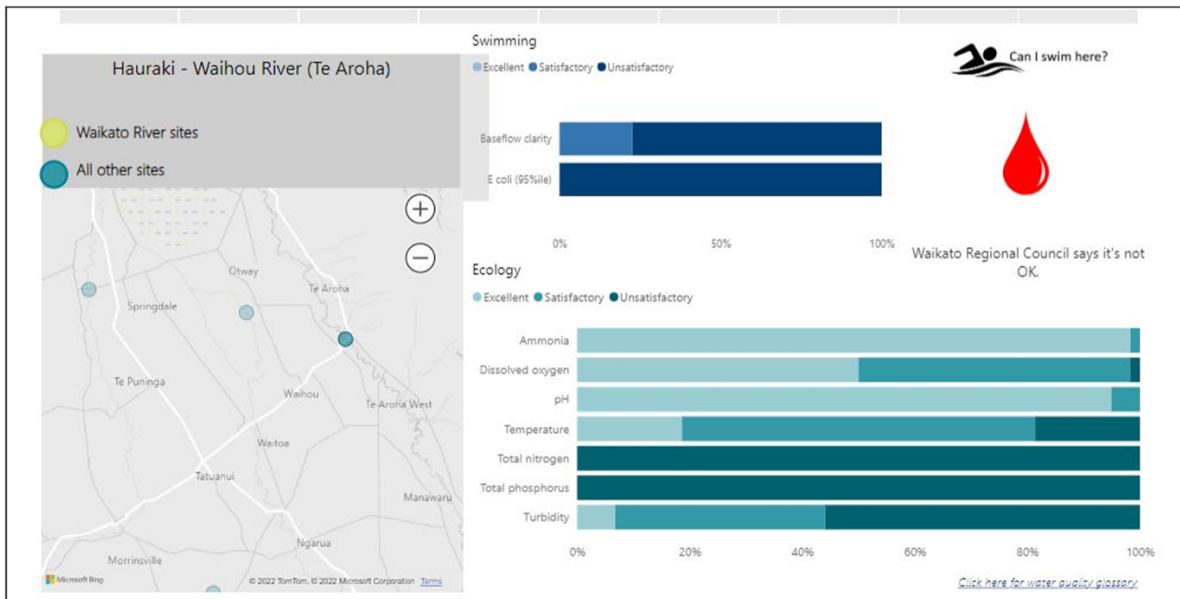 Hauraki - Waihou River (Te Aroha)
Waikato River sites
All other sites
Otway
Te Aroha
Springdale
Te Puninga
Waihou
Te Aroha West
Waitoa
Tatuanui
Manawaru
Ngarua
Morrinsville
Microsoft Bing
© 2022 TomTom, © 2022 Microsoft Corporation Terms
Swimming
Excellent Satisfactory Unsatisfactory
Baseflow clarity
E coli (95%ile)
0% 50% 100%
Can I swim here?
Waikato Regional Council says it's not
OK.
Ecology
Excellent Satisfactory Unsatisfactory
Ammonia
Dissolved oxygen
pH
Temperature
Total nitrogen
Total phosphorus
Turbidity
0% 20% 40% 60% 80% 100%
Click here for water quality glossary